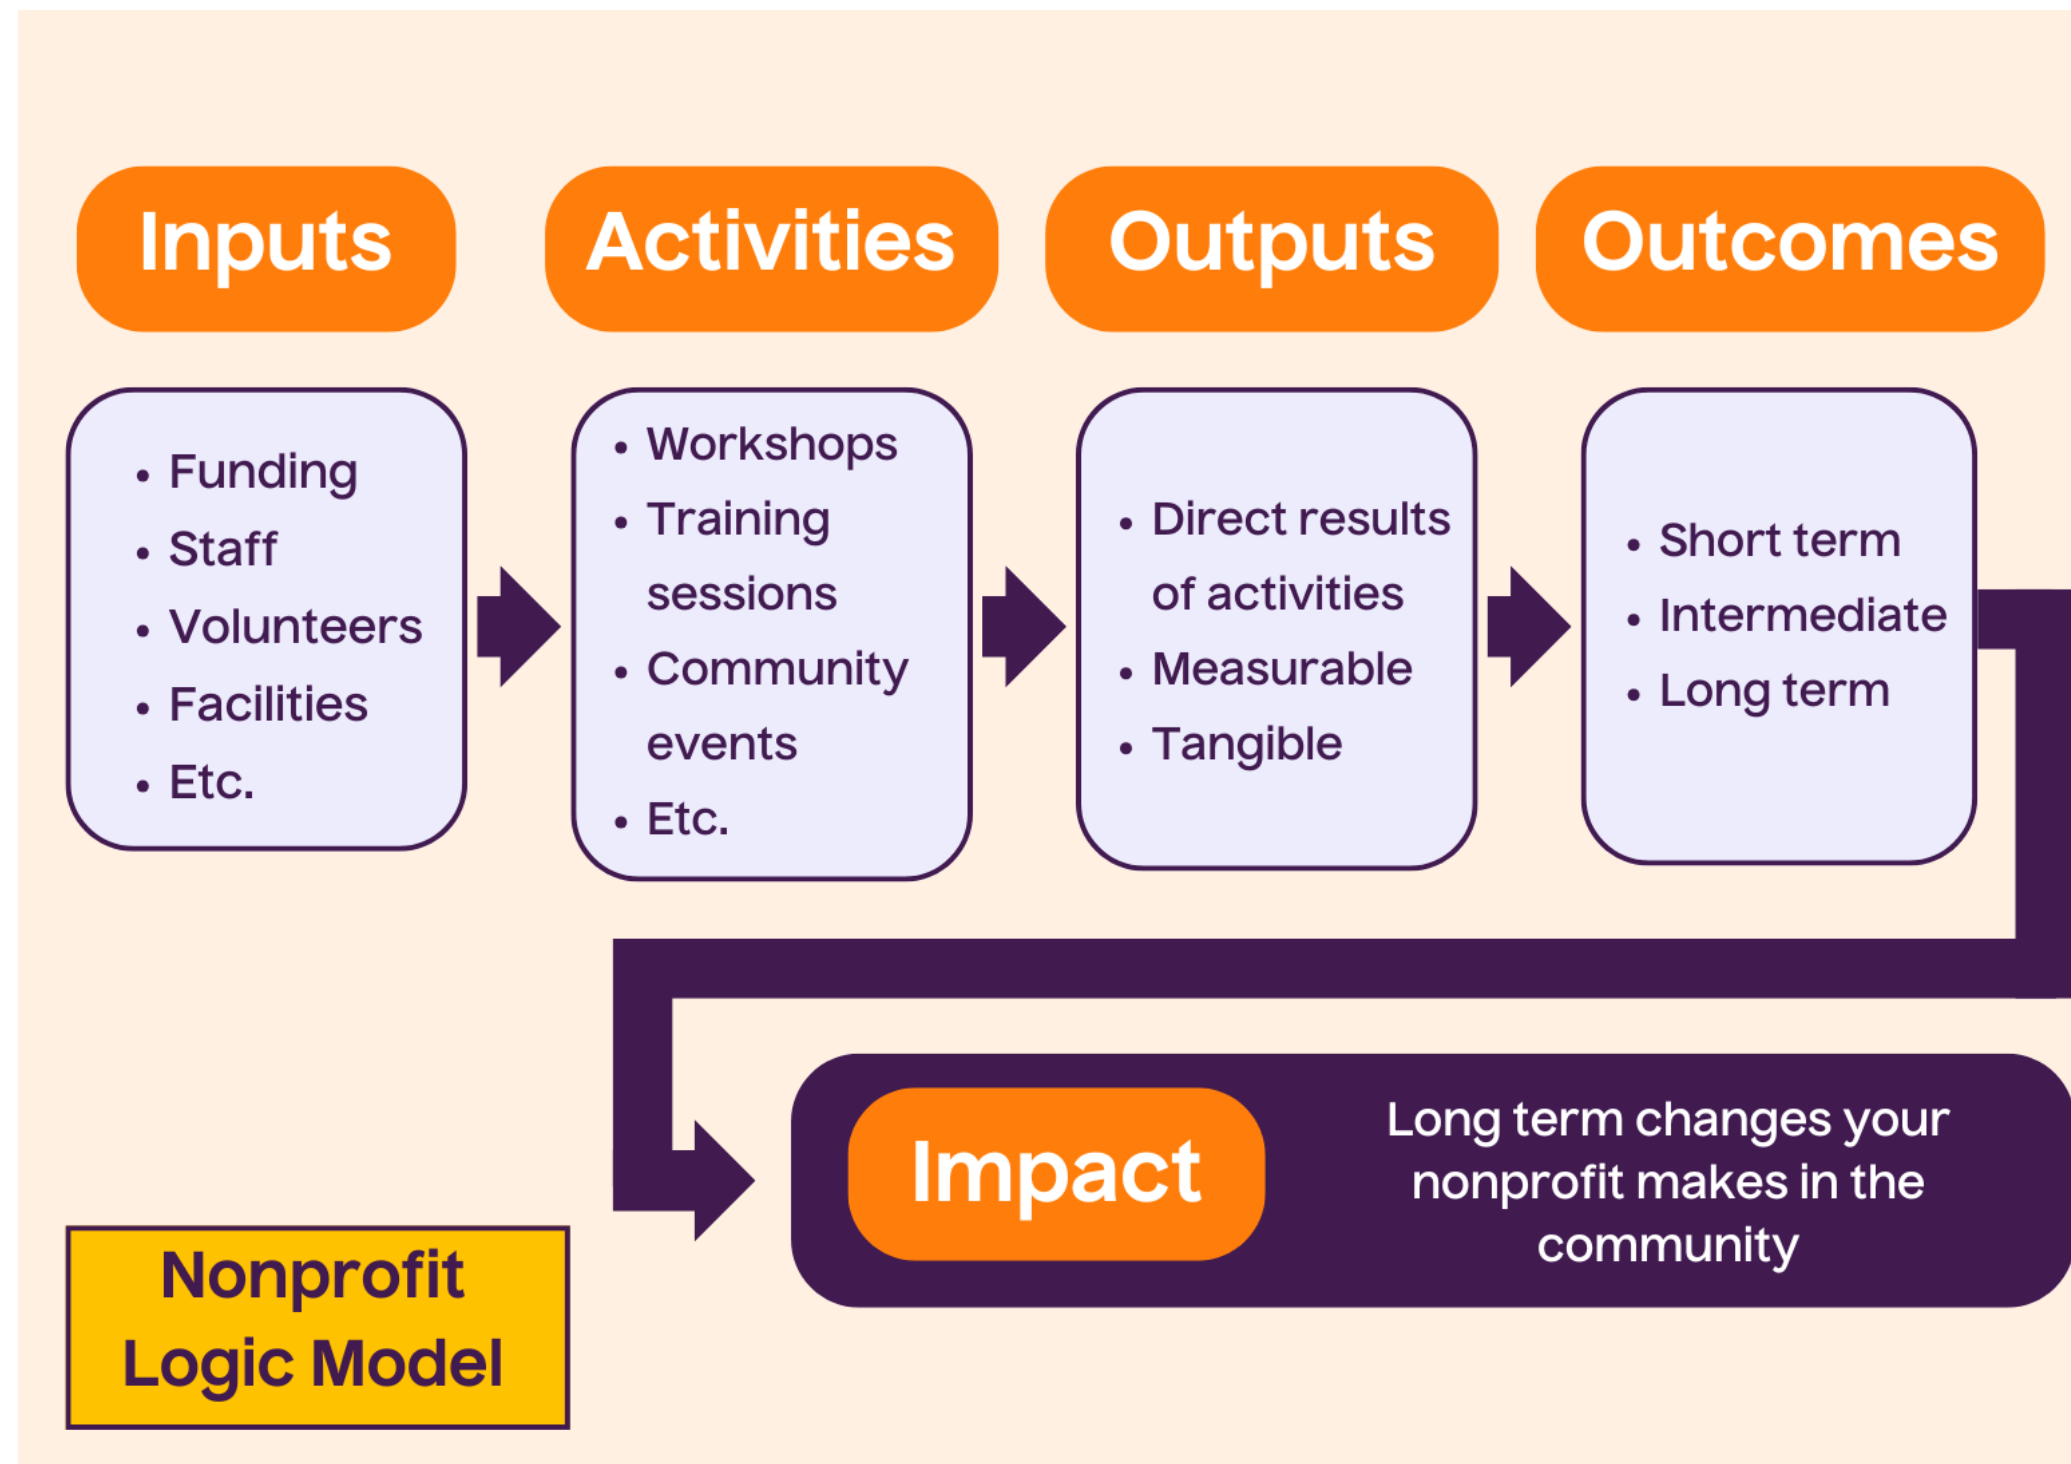 Inputs
Activities
Outputs
Outcomes
• Funding
• Staff
• Volunteers
• Facilities
• Etc.
• Workshops
• Training
sessions
• Community
events
• Etc.
• Direct results
of activities
• Measurable
• Tangible
• Short term
• Intermediate
• Long term
Impact
Long term changes your
nonprofit makes in the
community
Nonprofit
Logic Model